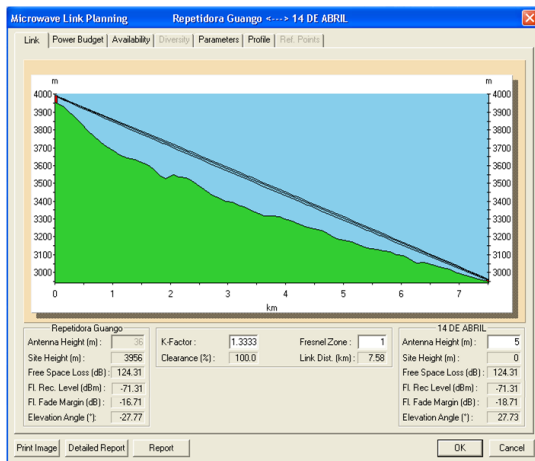 Microwave Link Planning Repetidora Guango <---> 14 DE ABRIL
Link Power Budget Availability Diversity Parameters Profile Ref. Points
m m
4000 4000
3900 3900
3800 3800
3700 3700
3600 3600
3500 3500
3400 3400
3300 3300
3200 3200
3100 3100
3000 3000
0 1 2 3 4 5 6 7
km
Repetidora Guango
Antenna Height (m) : 36
Site Height (m) : 3956
Free Space Loss (dB) : 124.31
Fl. Rec. Level (dBm) : -71.31
Fl. Fade Margin (dB) : -16.71
Elevation Angle (°): -27.77
K-Factor : 1.3333 Fresnel Zone : 1
Clearance (%) : 100.0 Link Dist. (km) : 7.58
14 DE ABRIL
Antenna Height (m) : 5
Site Height (m) : 0
Free Space Loss (dB) : 124.31
Fl. Rec. Level (dBm) : -71.31
Fl. Fade Margin (dB) : -18.71
Elevation Angle (°): 27.73
Print Image Detailed Report Report OK Cancel